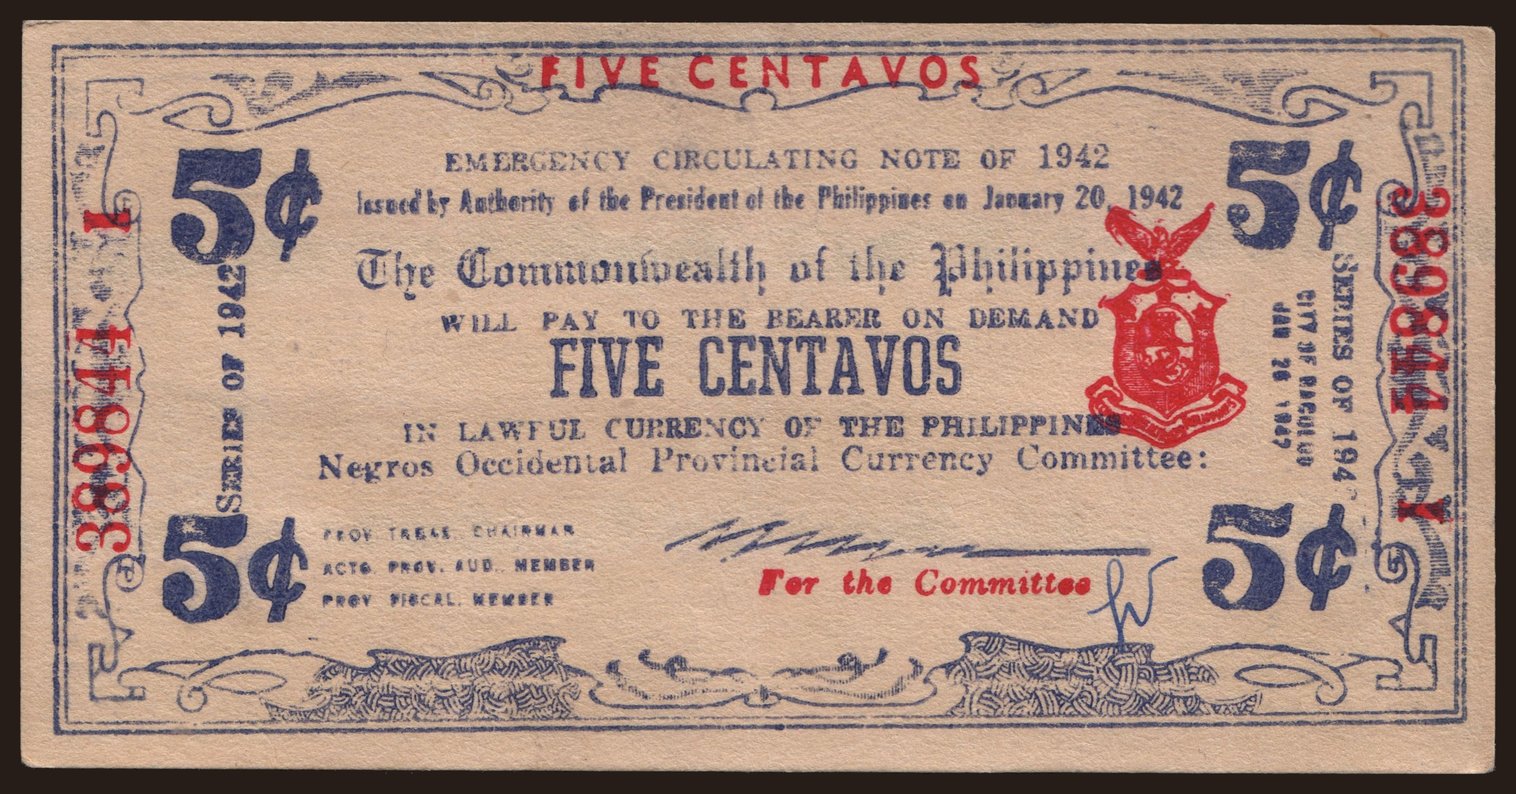 FIVE CENTAVOS
EMERGENCY CIRCULATING NOTE OF 1942
Issued by Authority of the President of the Philippines on January 20, 1942
5¢
5¢
The Commonwealth of the Philippines
WILL PAY TO THE BEARER ON DEMAND
FIVE CENTAVOS
IN LAWFUL CURRENCY OF THE PHILIPPINES
Negros Occidental Provincial Currency Committee:
PROV TREAS. CHAIRMAN
ACTG. PROV. AUD. MEMBER
PROV FISCAL. MEMBER
For the Committee
5¢
5¢
SERIES OF 1942
SERIES OF 194
CITY OF BACOLOD
JAN 26 1942
389844 L
389844 L